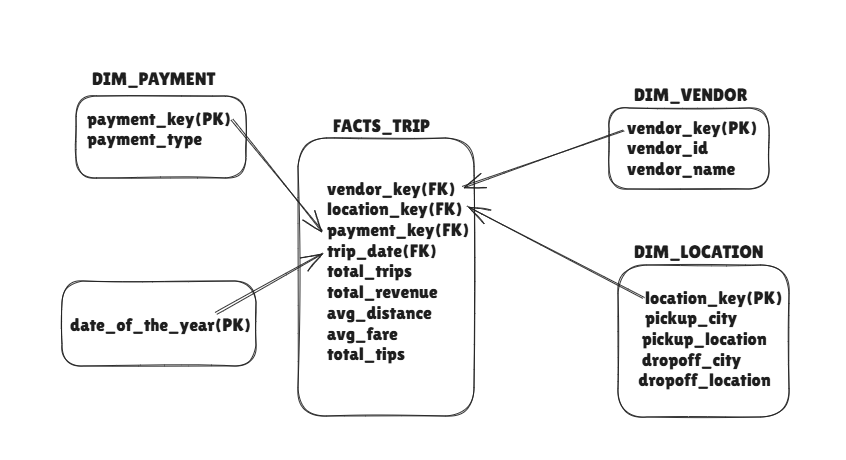 DIM_PAYMENT
payment_key(PK)
payment_type
date_of_the_year(PK)
FACTS_TRIP
vendor_key(FK)
location_key(FK)
payment_key(FK)
trip_date(FK)
total_trips
total_revenue
avg_distance
avg_fare
total_tips
DIM_VENDOR
vendor_key(PK)
vendor_id
vendor_name
DIM_LOCATION
location_key(PK)
pickup_city
pickup_location
dropoff_city
dropoff_location